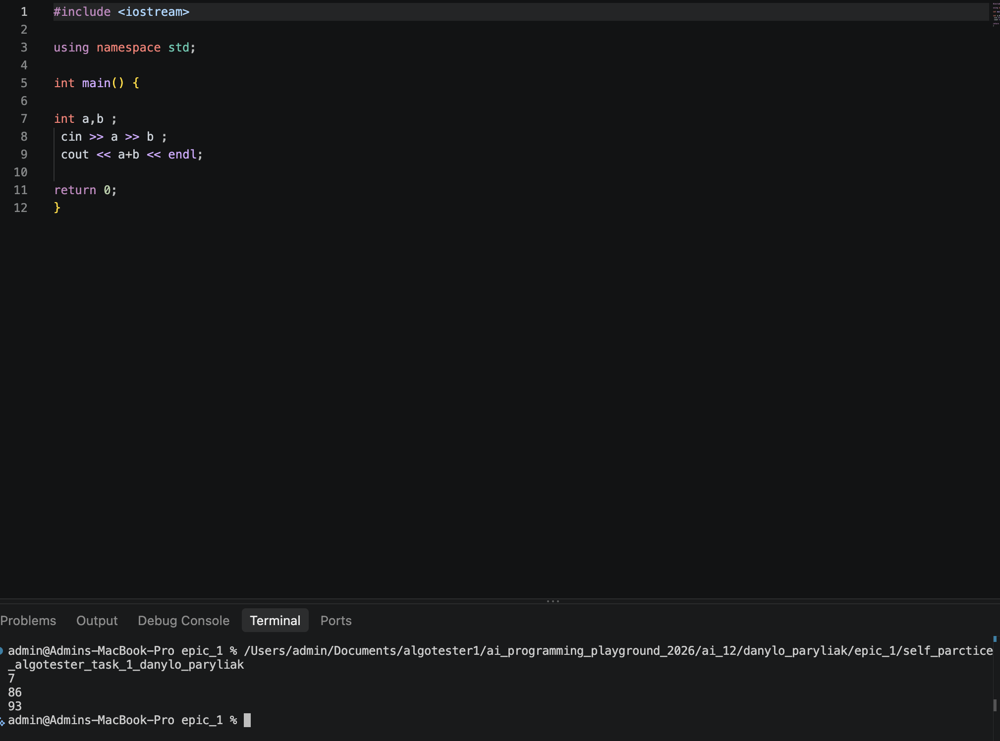 1 #include <iostream>
2
3 using namespace std;
4
5 int main() {
6
7 int a,b ;
8 cin >> a >> b ;
9 cout << a+b << endl;
10
11 return 0;
12 }
Problems Output Debug Console Terminal Ports
admin@Admins-MacBook-Pro epic_1 % /Users/admin/Documents/algotester1/ai_programming_playground_2026/ai_12/danylo_paryliak/epic_1/self_parctice
_algotester_task_1_danylo_paryliak
7
86
93
admin@Admins-MacBook-Pro epic_1 %